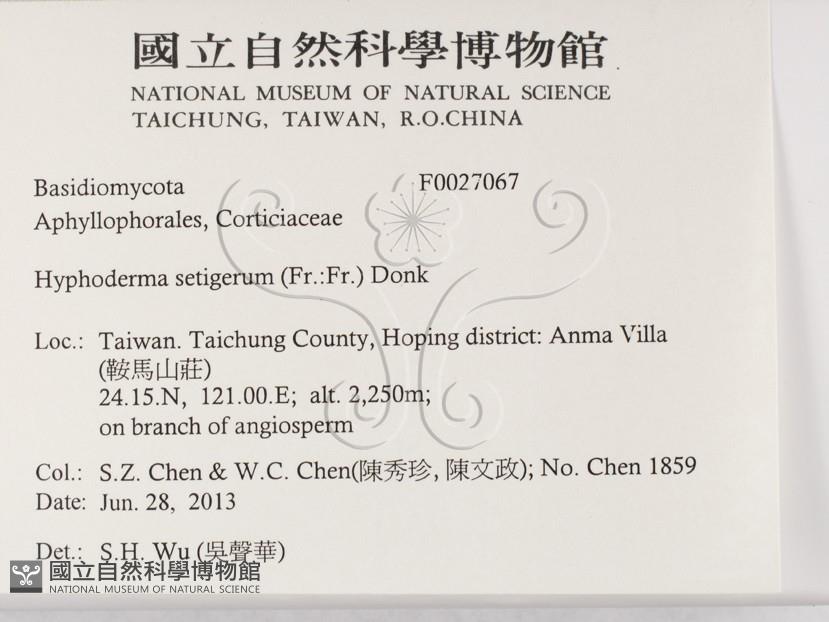 國立自然科學博物館
NATIONAL MUSEUM OF NATURAL SCIENCE
TAICHUNG, TAIWAN, R.O.CHINA
Basidiomycota F0027067
Aphyllophorales, Corticiaceae
Hyphoderma setigerum (Fr.:Fr.) Donk
Loc.: Taiwan. Taichung County, Hoping district: Anma Villa
(鞍馬山莊)
24.15.N, 121.00.E; alt. 2,250m;
on branch of angiosperm
Col.: S.Z. Chen & W.C. Chen(陳秀珍, 陳文政); No. Chen 1859
Date: Jun. 28, 2013
Det.: S.H. Wu (吳聲華)
國立自然科學博物館
NATIONAL MUSEUM OF NATURAL SCIENCE